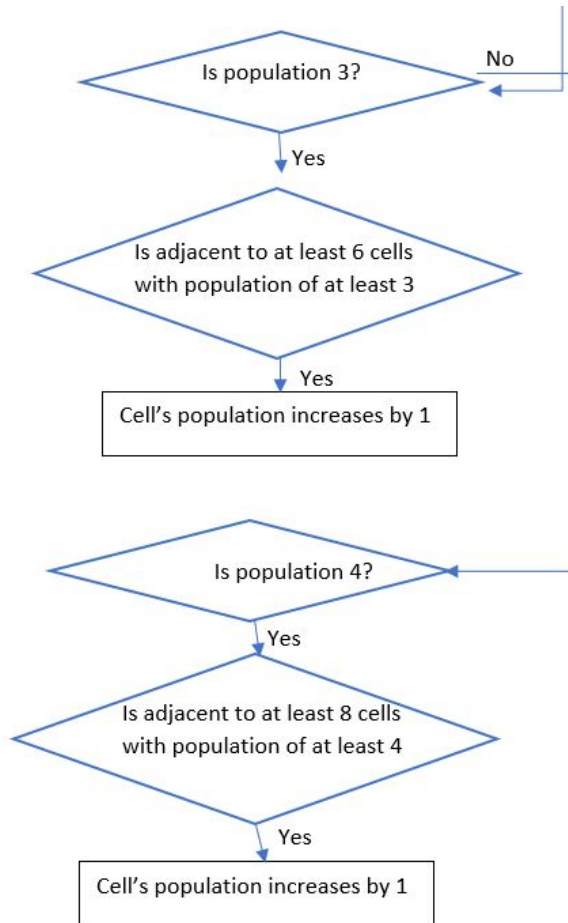 Is population 3?
No
Yes
Is adjacent to at least 6 cells
with population of at least 3
Yes
Cell’s population increases by 1
Is population 4?
Yes
Is adjacent to at least 8 cells
with population of at least 4
Yes
Cell’s population increases by 1